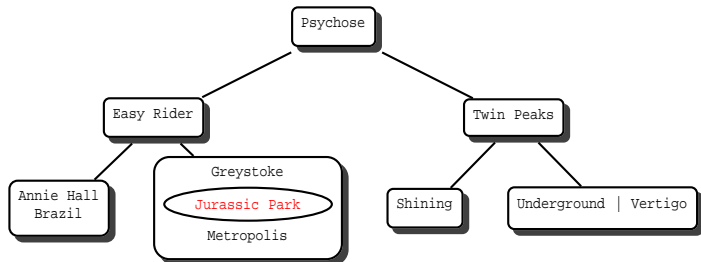 Psychose
Easy Rider
Twin Peaks
Annie Hall
Brazil
Greystoke
Jurassic Park
Metropolis
Shining
Underground | Vertigo